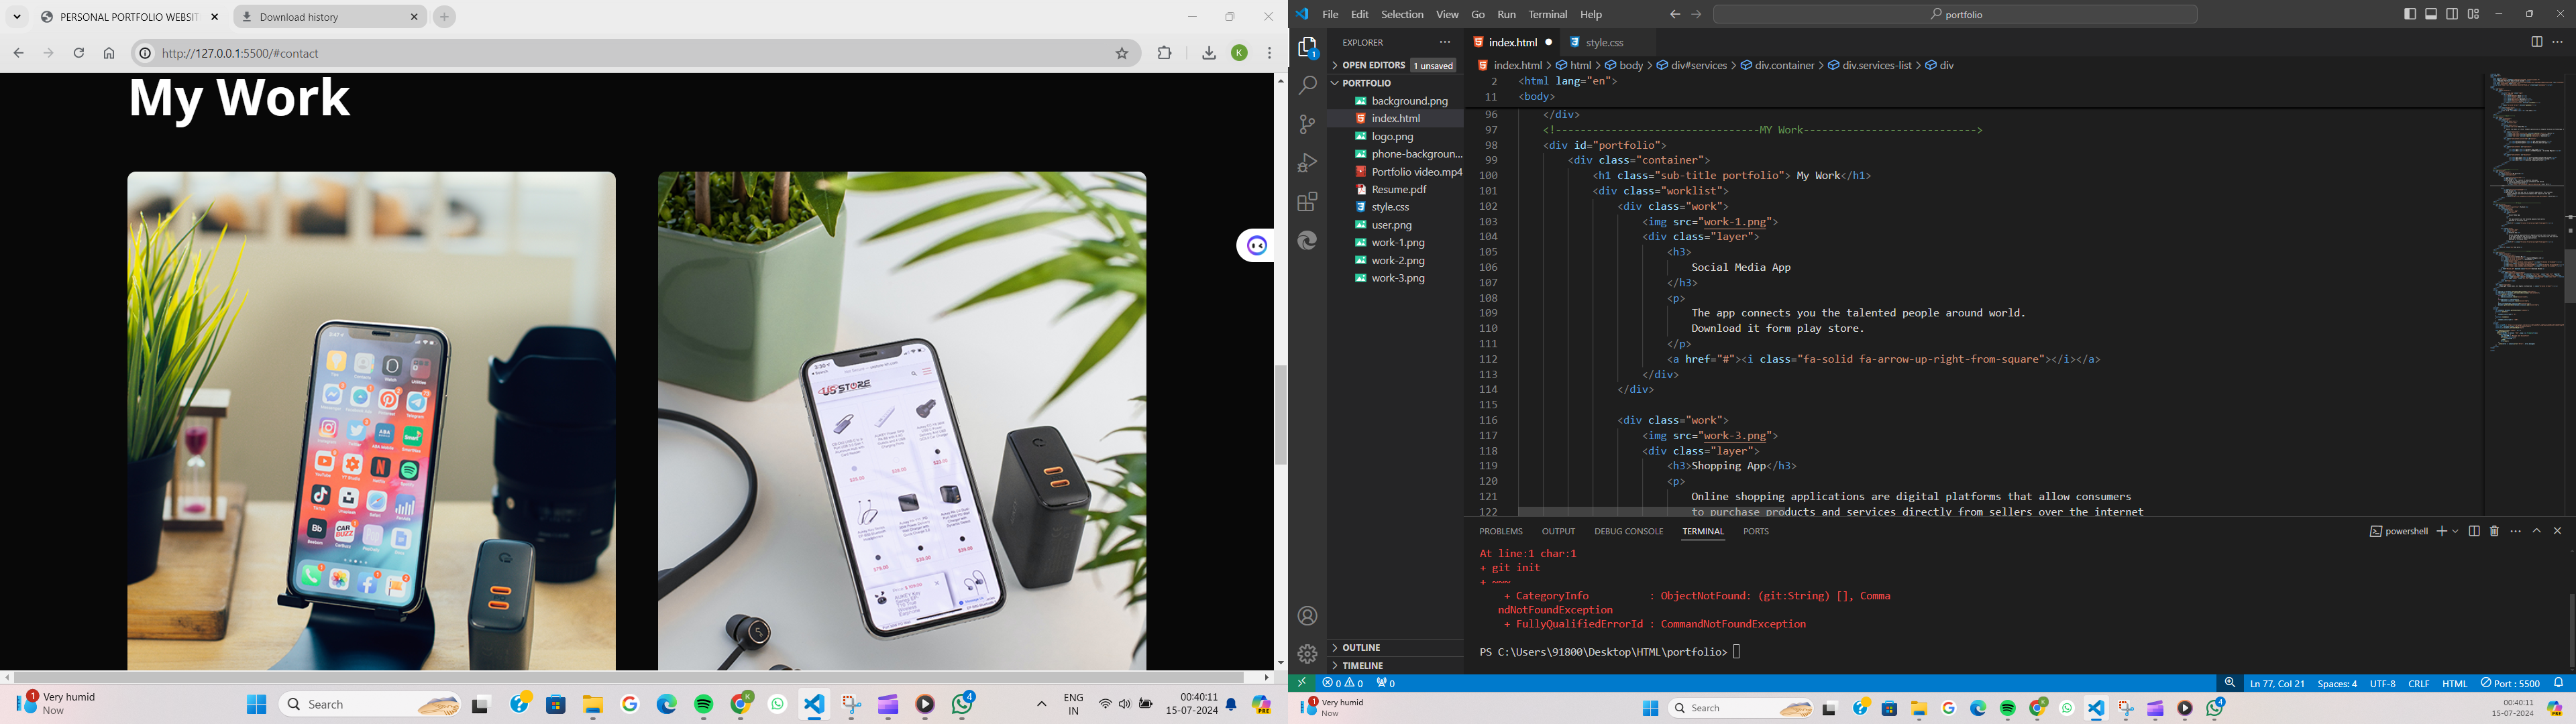 PERSONAL PORTFOLIO WEBSIT
Download history
http://127.0.0.1:5500/#contact
K
My Work
US STORE
Very humid
Now
Search
ENG
IN
00:40:11
15-07-2024
File Edit Selection View Go Run Terminal Help
portfolio
EXPLORER
OPEN EDITORS 1 unsaved
PORTFOLIO
background.png
index.html
logo.png
phone-backgroun...
Portfolio video.mp4
Resume.pdf
style.css
user.png
work-1.png
work-2.png
work-3.png
OUTLINE
TIMELINE
index.html
style.css
index.html > html > body > div#services > div.container > div.services-list > div
2 <html lang="en">
11 <body>
96 </div>
97 <!---------------------------------MY Work---------------------------->
98 <div id="portfolio">
99 <div class="container">
100 <h1 class="sub-title portfolio"> My Work</h1>
101 <div class="worklist">
102 <div class="work">
103 <img src="work-1.png">
104 <div class="layer">
105 <h3>
106 Social Media App
107 </h3>
108 <p>
109 The app connects you the talented people around world.
110 Download it form play store.
111 </p>
112 <a href="#"><i class="fa-solid fa-arrow-up-right-from-square"></i></a>
113 </div>
114 </div>
115
116 <div class="work">
117 <img src="work-3.png">
118 <div class="layer">
119 <h3>Shopping App</h3>
120 <p>
121 Online shopping applications are digital platforms that allow consumers
122 to purchase products and services directly from sellers over the internet
PROBLEMS OUTPUT DEBUG CONSOLE TERMINAL PORTS
powershell
At line:1 char:1
+ git init
+ ~~~
+ CategoryInfo : ObjectNotFound: (git:String) [], Comma
ndNotFoundException
+ FullyQualifiedErrorId : CommandNotFoundException
PS C:\Users\91800\Desktop\HTML\portfolio>
0 0 0
Ln 77, Col 21 Spaces: 4 UTF-8 CRLF HTML Port : 5500
Very humid
Now
Search
00:40:11
15-07-2024